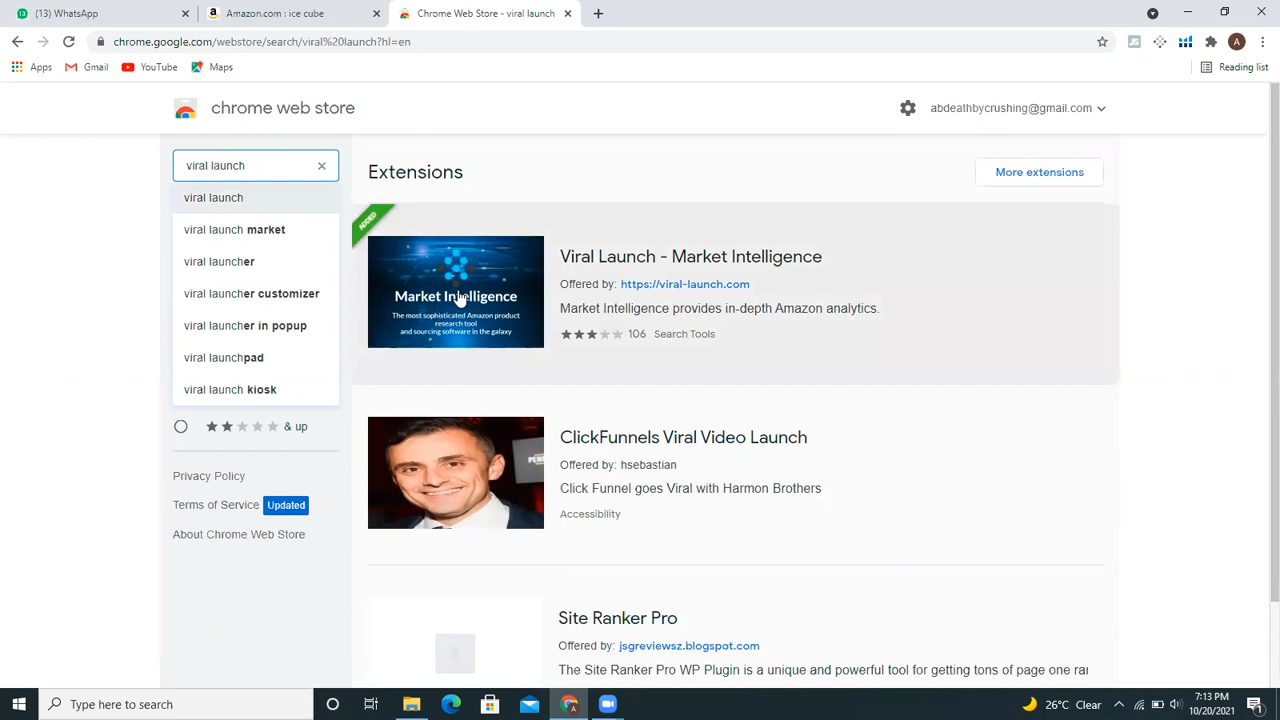 (13) WhatsApp
Amazon.com : ice cube
Chrome Web Store - viral launch
chrome.google.com/webstore/search/viral%20launch?hl=en
A
Apps
Gmail
YouTube
Maps
Reading list
chrome web store
abdeathbycrushing@gmail.com
viral launch
viral launch
viral launch market
viral launcher
viral launcher customizer
viral launcher in popup
viral launchpad
viral launch kiosk
& up
Privacy Policy
Terms of Service Updated
About Chrome Web Store
Extensions
More extensions
ADDED
Market Intelligence
The most sophisticated Amazon product
research tool
and sourcing software in the galaxy
Viral Launch - Market Intelligence
Offered by: https://viral-launch.com
Market Intelligence provides in-depth Amazon analytics.
106 Search Tools
ClickFunnels Viral Video Launch
Offered by: hsebastian
Click Funnel goes Viral with Harmon Brothers
Accessibility
Site Ranker Pro
Offered by: jsgreviewsz.blogspot.com
The Site Ranker Pro WP Plugin is a unique and powerful tool for getting tons of page one rar
Type here to search
26°C Clear
7:13 PM
10/20/2021